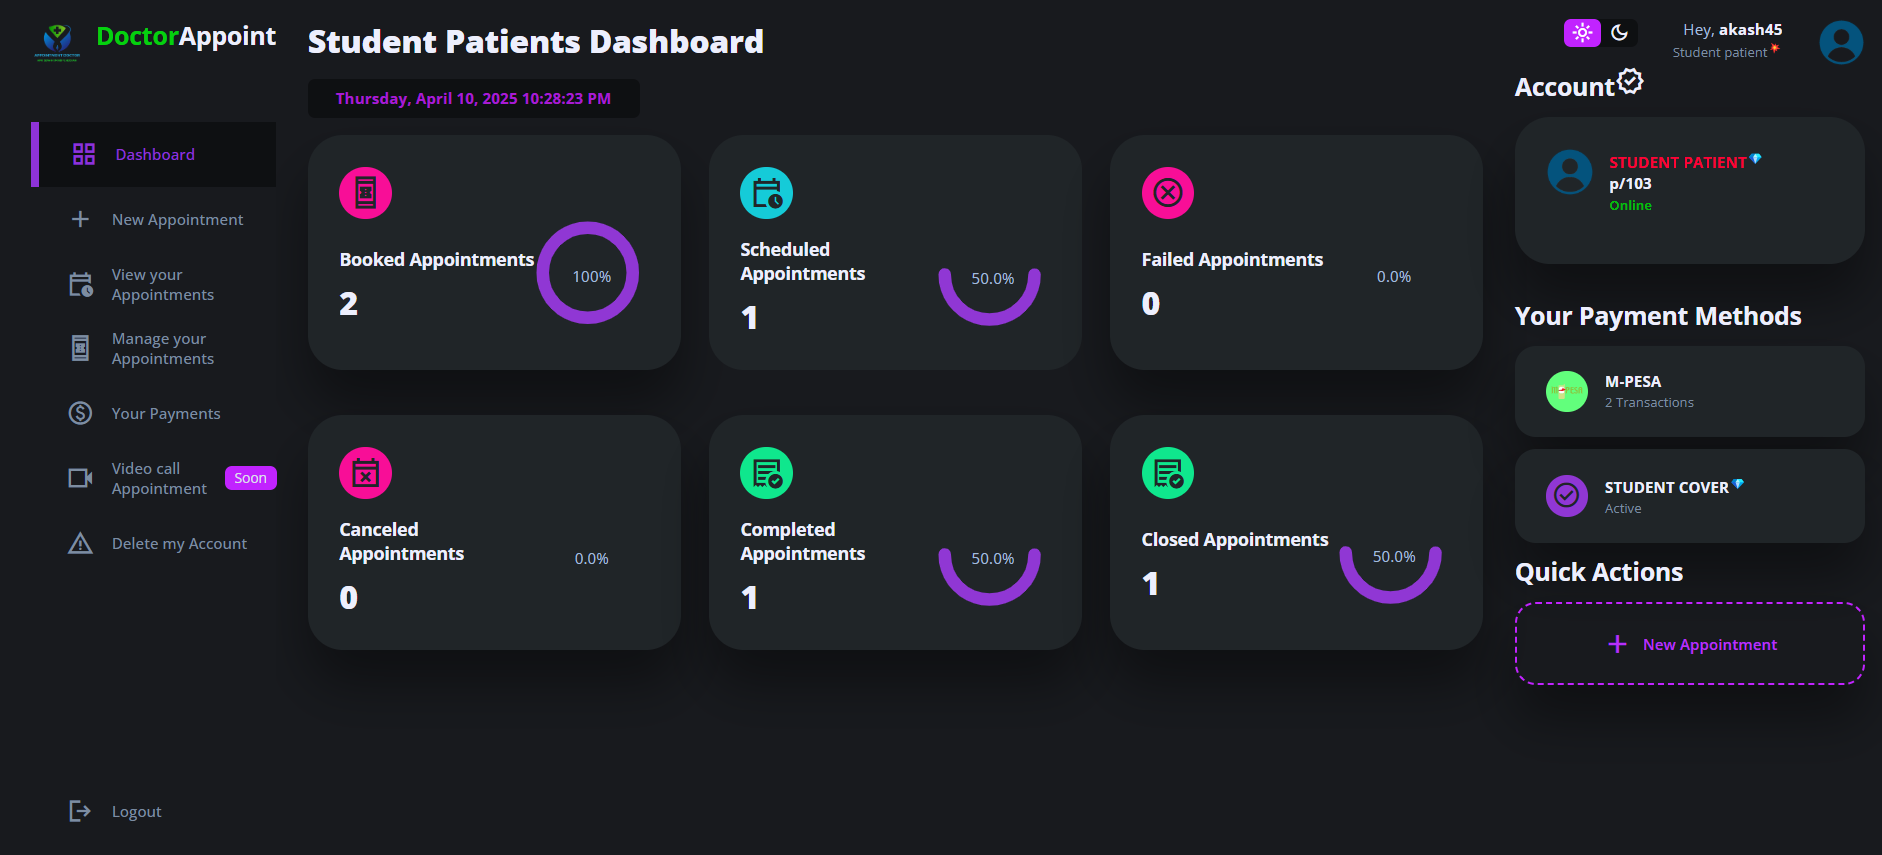 DoctorAppoint
Dashboard
New Appointment
View your
Appointments
Manage your
Appointments
Your Payments
Video call
Appointment
Soon
Delete my Account
Logout
Student Patients Dashboard
Thursday, April 10, 2025 10:28:23 PM
Booked Appointments
2
100%
Scheduled
Appointments
1
50.0%
Failed Appointments
0
0.0%
Canceled
Appointments
0
0.0%
Completed
Appointments
1
50.0%
Closed Appointments
1
50.0%
Hey, akash45
Student patient
Account
STUDENT PATIENT
p/103
Online
Your Payment Methods
M-PESA
2 Transactions
STUDENT COVER
Active
Quick Actions
New Appointment